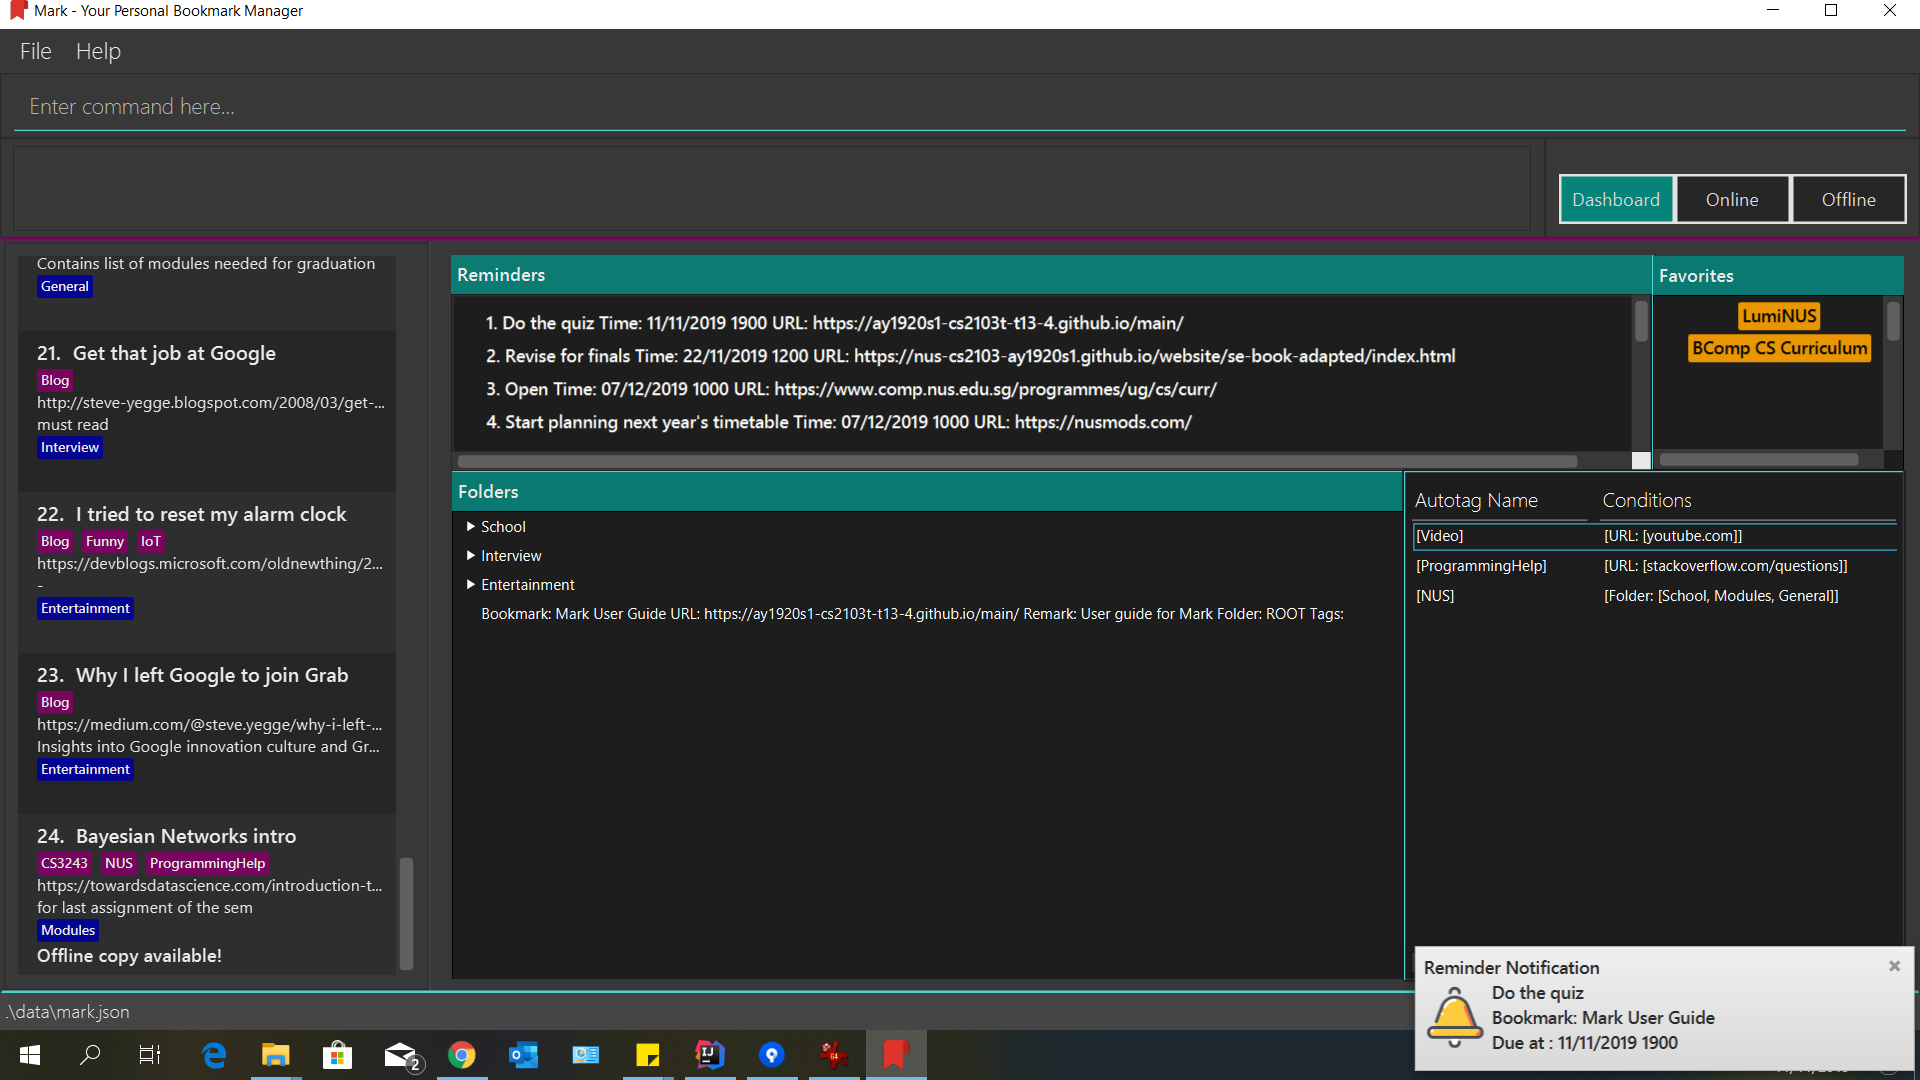 Mark - Your Personal Bookmark Manager
File Help
Enter command here...
Dashboard Online Offline
Contains list of modules needed for graduation
General
21. Get that job at Google
Blog
http://steve-yegge.blogspot.com/2008/03/get-...
must read
Interview
22. I tried to reset my alarm clock
Blog Funny IoT
https://devblogs.microsoft.com/oldnewthing/2...
-
Entertainment
23. Why I left Google to join Grab
Blog
https://medium.com/@steve.yegge/why-i-left-...
Insights into Google innovation culture and Gr...
Entertainment
24. Bayesian Networks intro
CS3243 NUS ProgrammingHelp
https://towardsdatascience.com/introduction-t...
for last assignment of the sem
Modules
Offline copy available!
Reminders
1. Do the quiz Time: 11/11/2019 1900 URL: https://ay1920s1-cs2103t-t13-4.github.io/main/
2. Revise for finals Time: 22/11/2019 1200 URL: https://nus-cs2103-ay1920s1.github.io/website/se-book-adapted/index.html
3. Open Time: 07/12/2019 1000 URL: https://www.comp.nus.edu.sg/programmes/ug/cs/curr/
4. Start planning next year's timetable Time: 07/12/2019 1000 URL: https://nusmods.com/
Favorites
LumiNUS
BComp CS Curriculum
Folders
School
Interview
Entertainment
Bookmark: Mark User Guide URL: https://ay1920s1-cs2103t-t13-4.github.io/main/ Remark: User guide for Mark Folder: ROOT Tags:
Autotag Name Conditions
[Video] [URL: [youtube.com]]
[ProgrammingHelp] [URL: [stackoverflow.com/questions]]
[NUS] [Folder: [School, Modules, General]]
Reminder Notification
Do the quiz
Bookmark: Mark User Guide
Due at : 11/11/2019 1900
.\data\mark.json
2
IJ
64